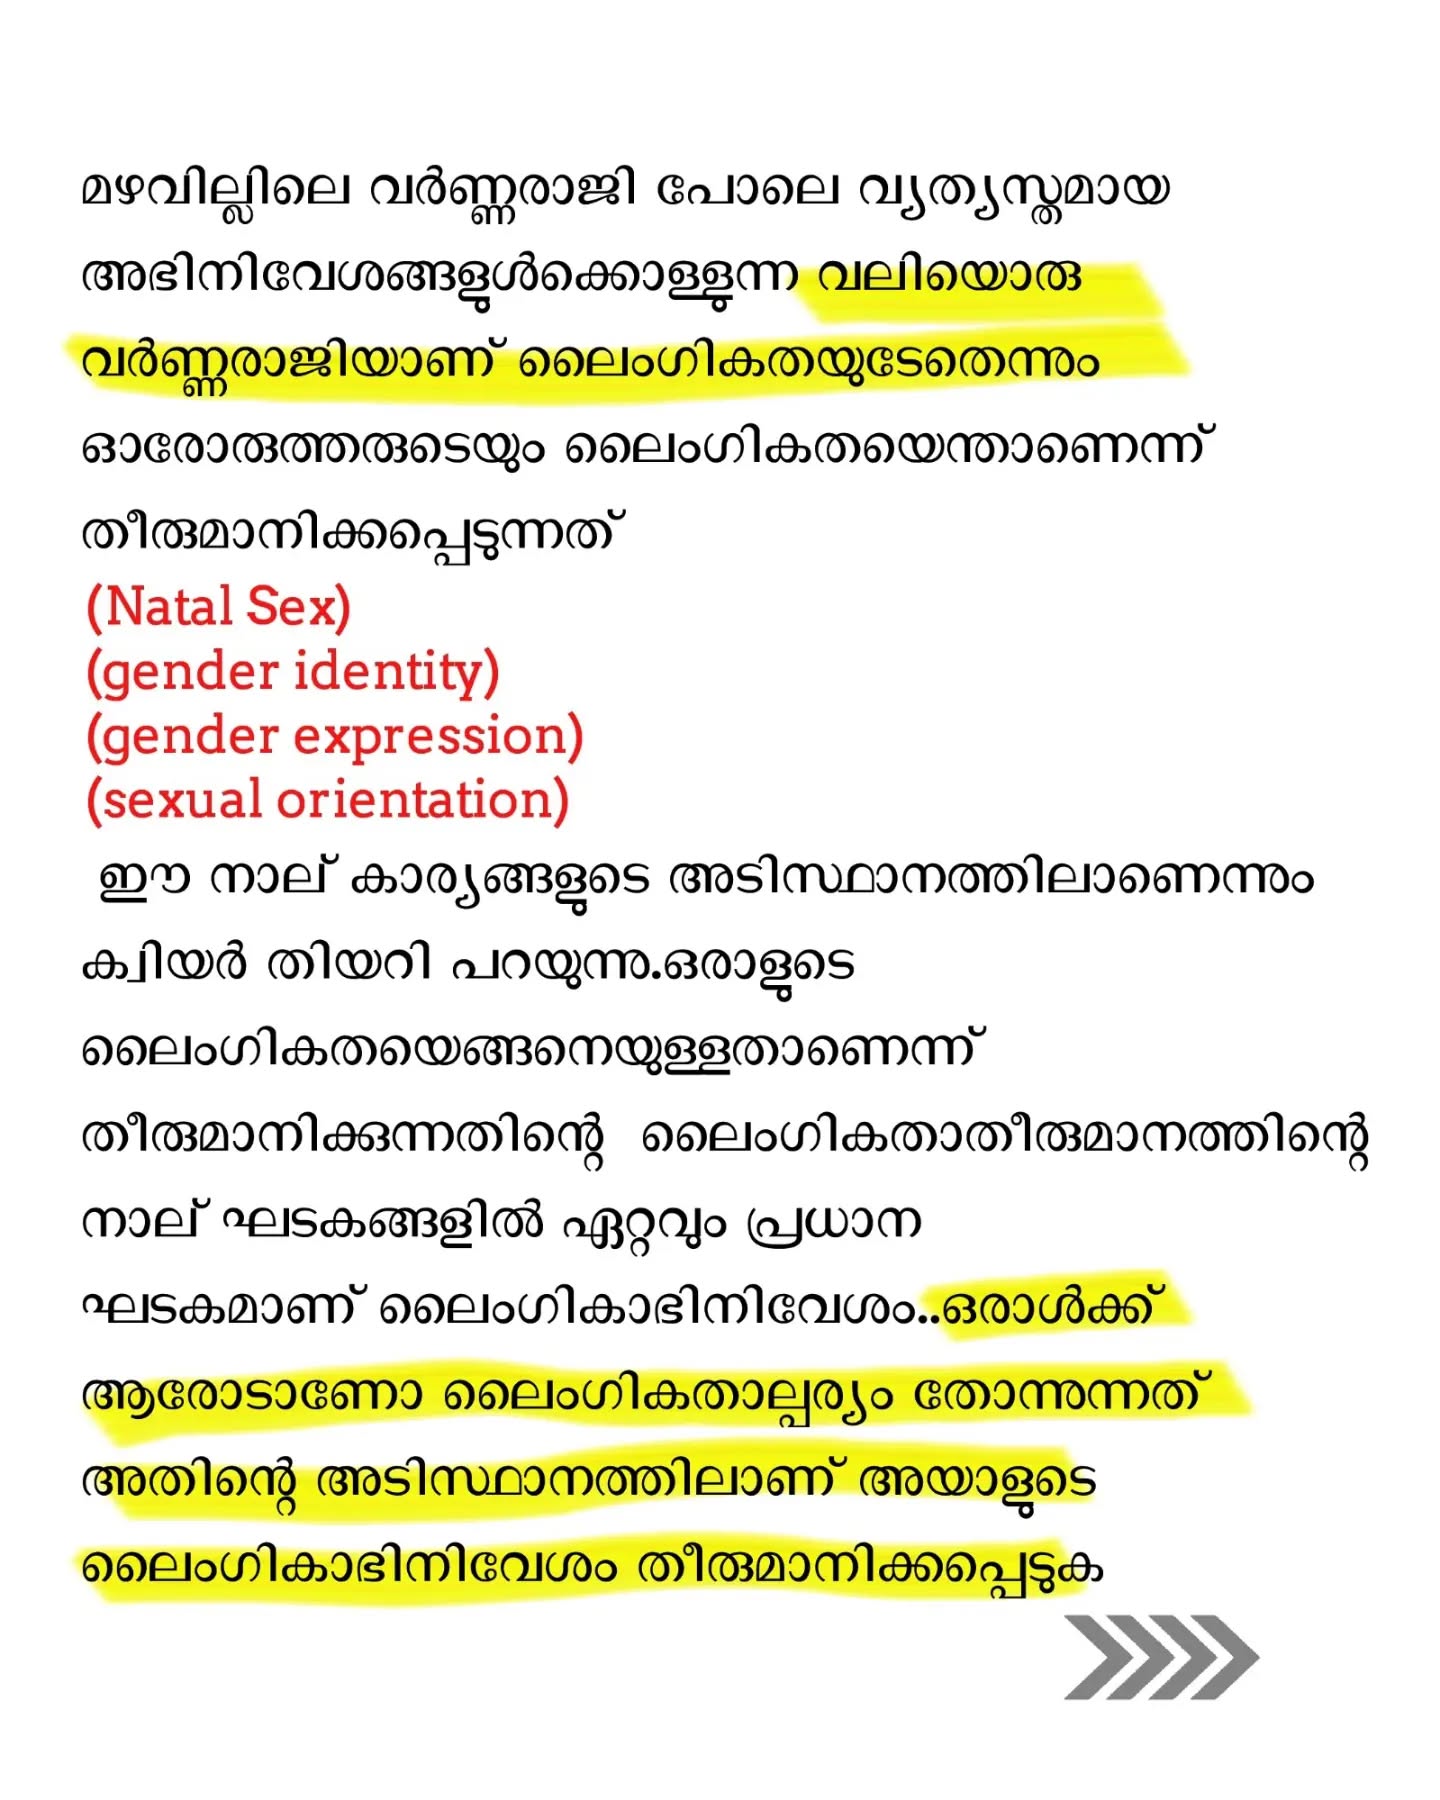 മഴവില്ലിലെ വർണ്ണരാജി പോലെ വ്യത്യസ്തമായ
അഭിനിവേശങ്ങളുൾക്കൊള്ളുന്ന വലിയൊരു
വർണ്ണരാജിയാണ് ലൈംഗികതയുടേതെന്നും
ഓരോരുത്തരുടെയും ലൈംഗികതയെന്താണെന്ന്
തീരുമാനിക്കപ്പെടുന്നത്
(Natal Sex)
(gender identity)
(gender expression)
(sexual orientation)
ഈ നാല് കാര്യങ്ങളുടെ അടിസ്ഥാനത്തിലാണെന്നും
ക്വിയർ തിയറി പറയുന്നു.ഒരാളുടെ
ലൈംഗികതയെങ്ങനെയുള്ളതാണെന്ന്
തീരുമാനിക്കുന്നതിന്റെ ലൈംഗികതാതീരുമാനത്തിന്റെ
നാല് ഘടകങ്ങളിൽ ഏറ്റവും പ്രധാന
ഘടകമാണ് ലൈംഗികാഭിനിവേശം..ഒരാൾക്ക്
ആരോടാണോ ലൈംഗികതാല്പര്യം തോന്നുന്നത്
അതിന്റെ അടിസ്ഥാനത്തിലാണ് അയാളുടെ
ലൈംഗികാഭിനിവേശം തീരുമാനിക്കപ്പെടുക